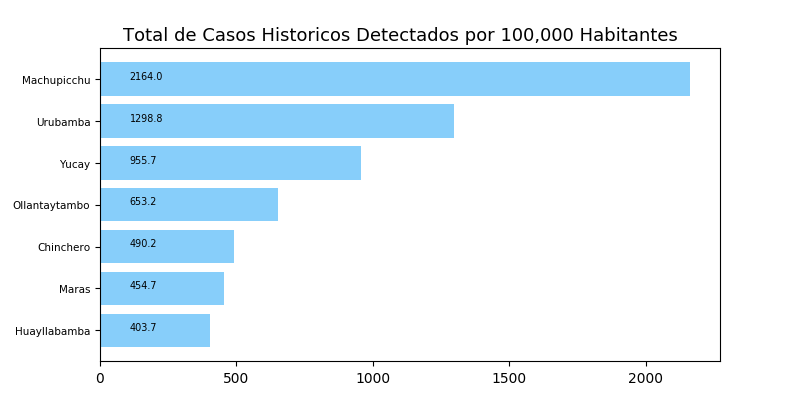 Total de Casos Historicos Detectados por 100,000 Habitantes
Machupicchu 2164.0
Urubamba 1298.8
Yucay 955.7
Ollantaytambo 653.2
Chinchero 490.2
Maras 454.7
Huayllabamba 403.7
0 500 1000 1500 2000